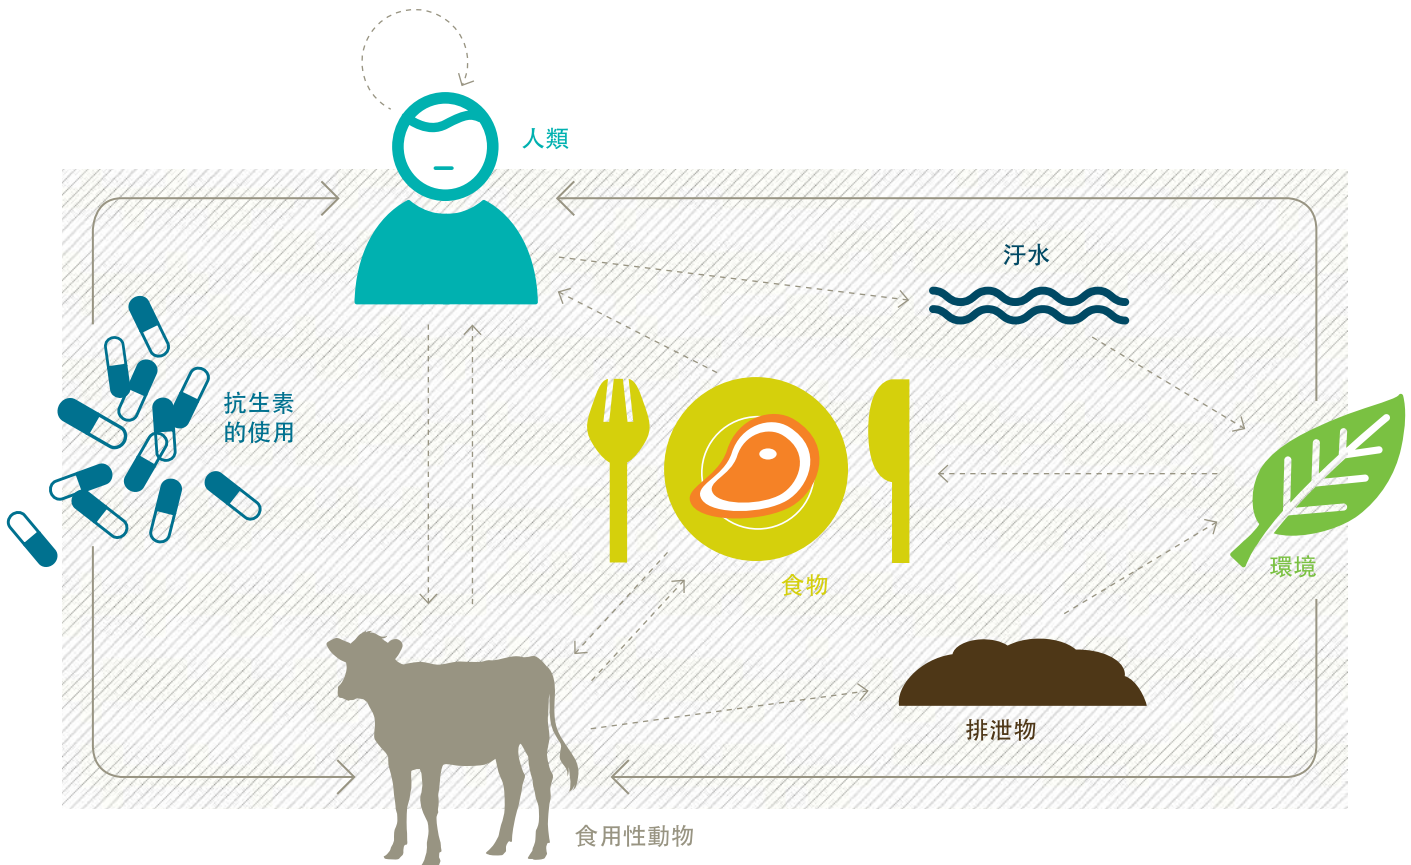 人類
汙水
抗生素
的使用
食物
環境
排泄物
食用性動物